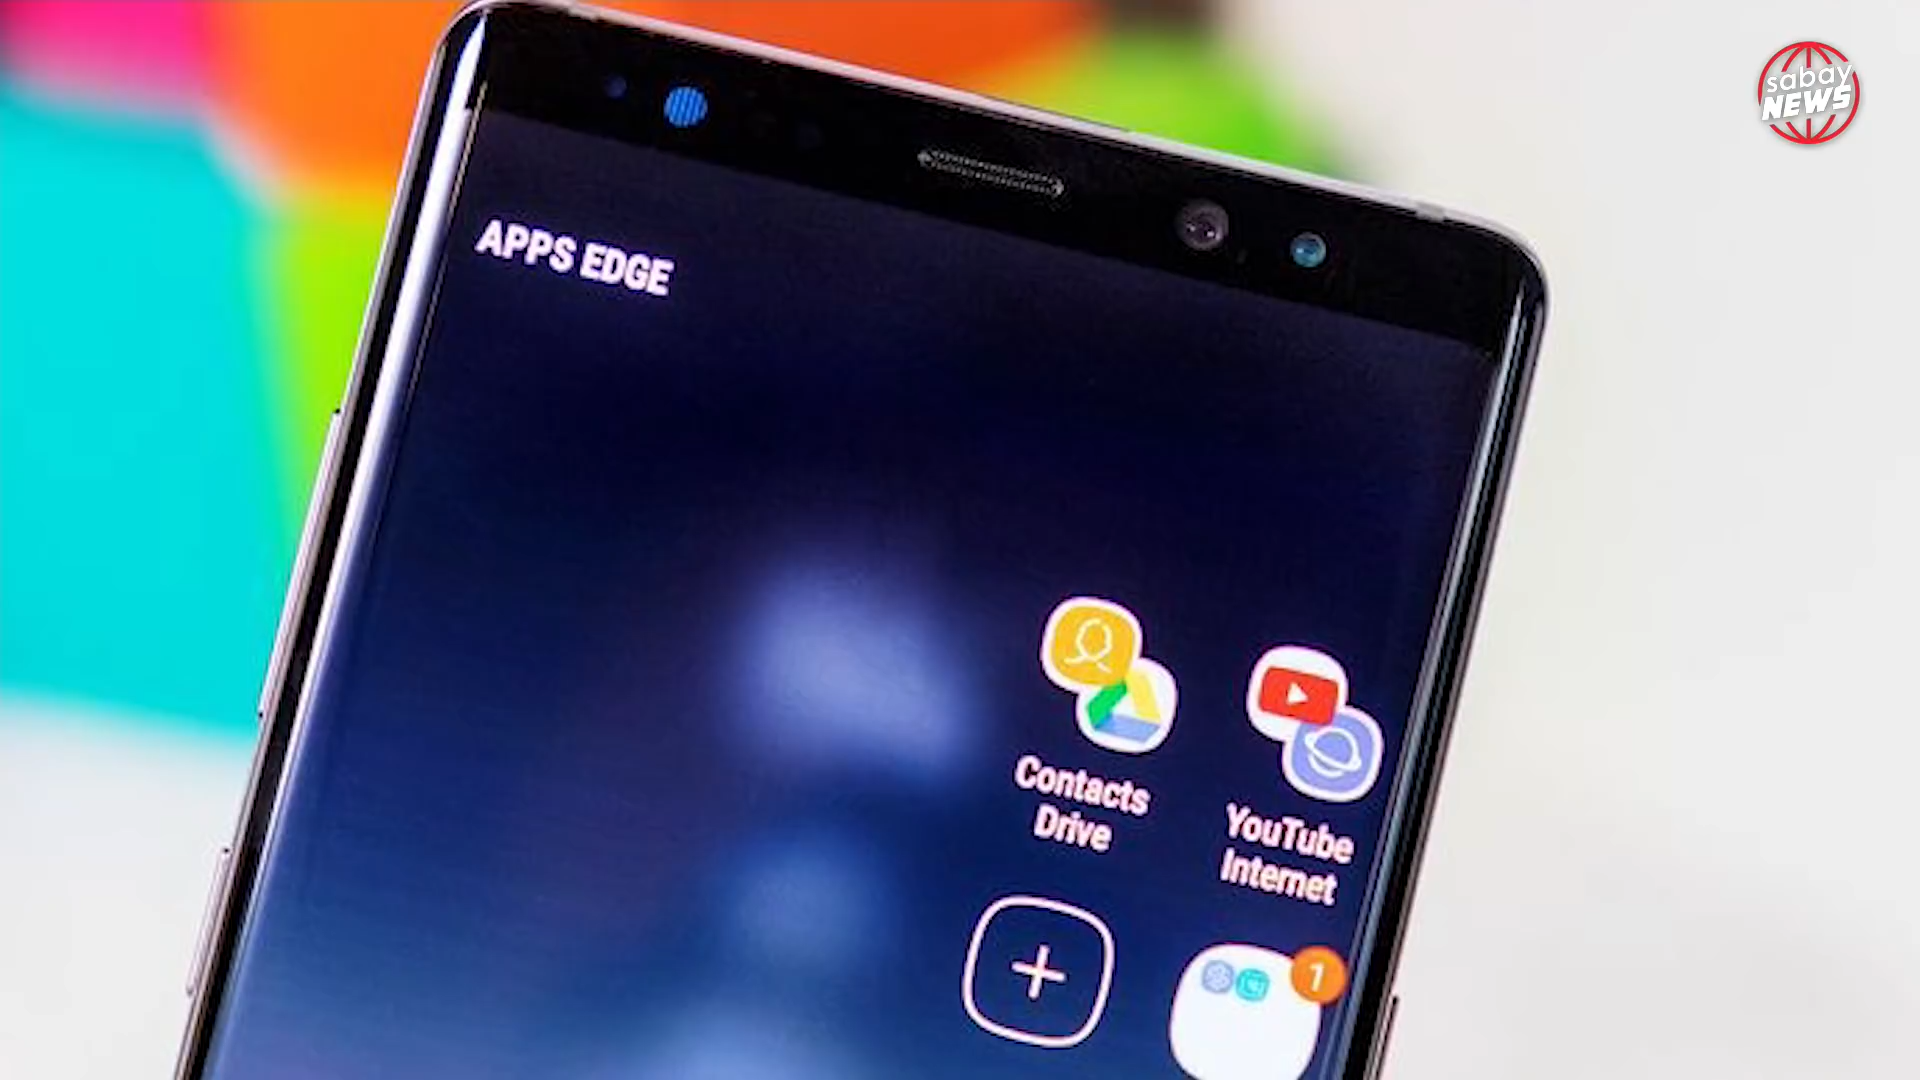 sabay
NEWS
APPS EDGE
Contacts
Drive
YouTube
Internet
1